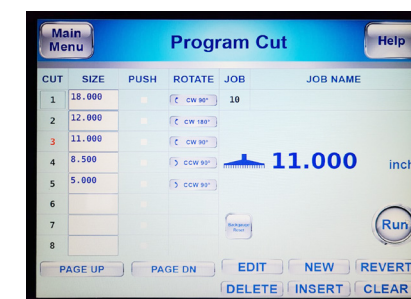 Main
Menu
Program Cut
Help
CUT SIZE PUSH ROTATE JOB JOB NAME
1 18.000 CW 90° 10
2 12.000 CW 180°
3 11.000 CW 90°
4 8.500 CCW 90° 11.000 inch
5 5.000 CCW 90°
6
7 Run
8
PAGE UP PAGE DN EDIT NEW REVERT
DELETE INSERT CLEAR